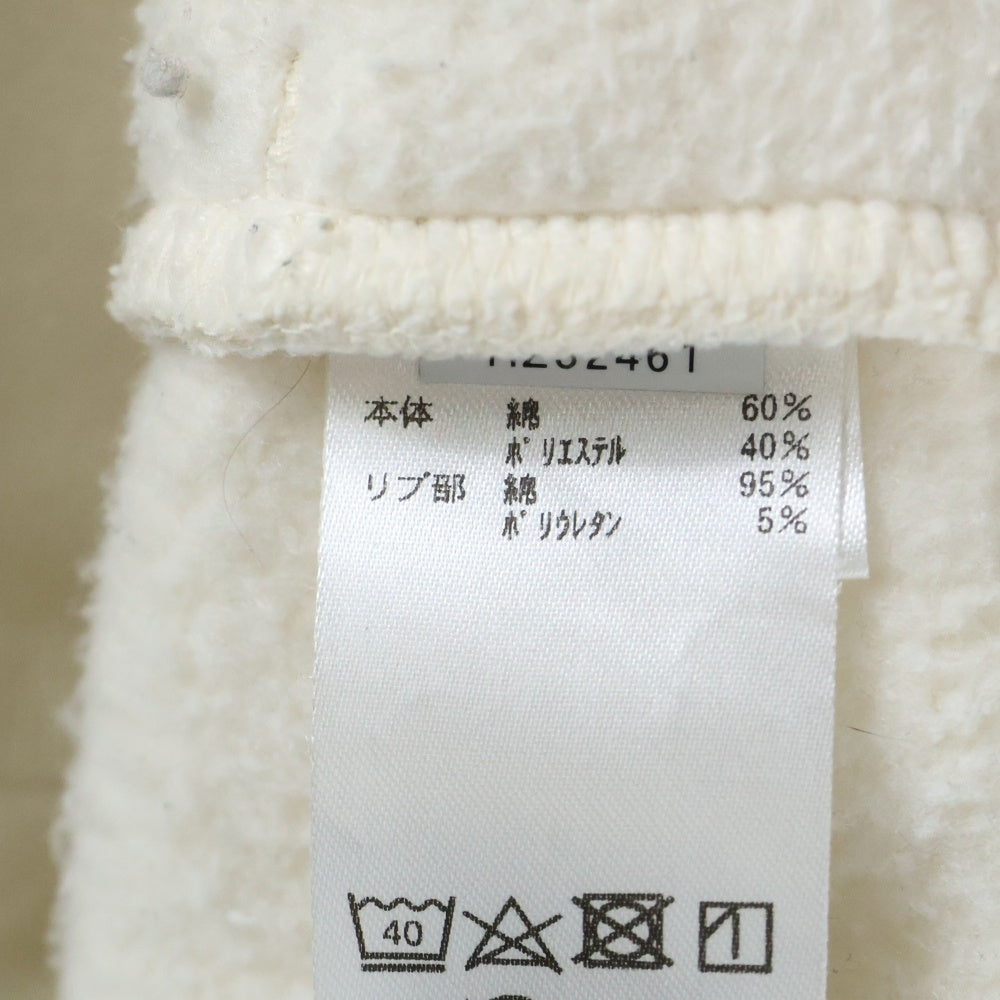 本体 綿 60%
ポリエステル 40%
リブ部 綿 95%
ポリウレタン 5%
40